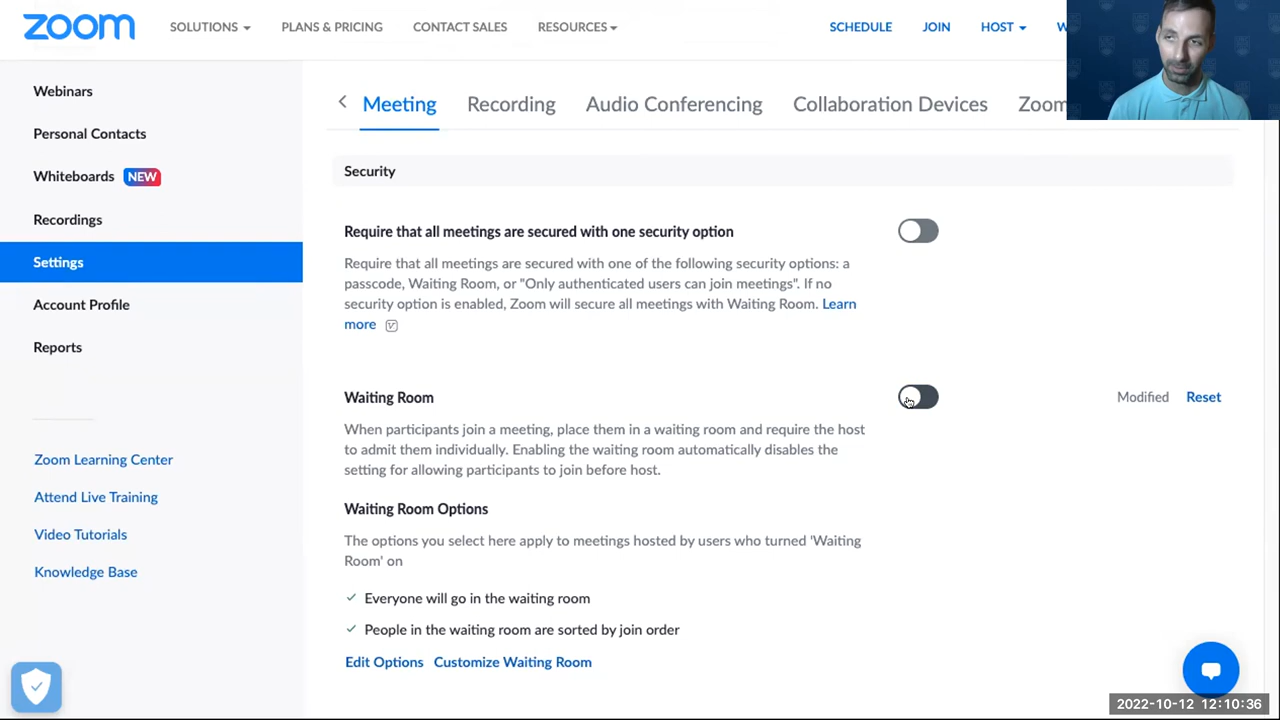 zoom
SOLUTIONS
PLANS & PRICING
CONTACT SALES
RESOURCES
SCHEDULE
JOIN
HOST
Webinars
Personal Contacts
Whiteboards NEW
Recordings
Settings
Account Profile
Reports
Zoom Learning Center
Attend Live Training
Video Tutorials
Knowledge Base
Meeting
Recording
Audio Conferencing
Collaboration Devices
Zoom
Security
Require that all meetings are secured with one security option
Require that all meetings are secured with one of the following security options: a
passcode, Waiting Room, or "Only authenticated users can join meetings". If no
security option is enabled, Zoom will secure all meetings with Waiting Room. Learn
more
Waiting Room
Modified Reset
When participants join a meeting, place them in a waiting room and require the host
to admit them individually. Enabling the waiting room automatically disables the
setting for allowing participants to join before host.
Waiting Room Options
The options you select here apply to meetings hosted by users who turned 'Waiting
Room' on
Everyone will go in the waiting room
People in the waiting room are sorted by join order
Edit Options Customize Waiting Room
2022-10-12 12:10:36